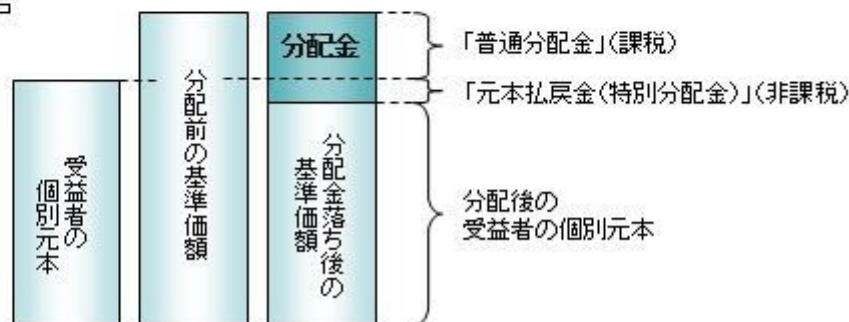 受益者の
個別元本
分配前の基準価額
分配金
分配金落ち後の
基準価額
「普通分配金」(課税)
「元本払戻金(特別分配金)」(非課税)
分配後の
受益者の個別元本